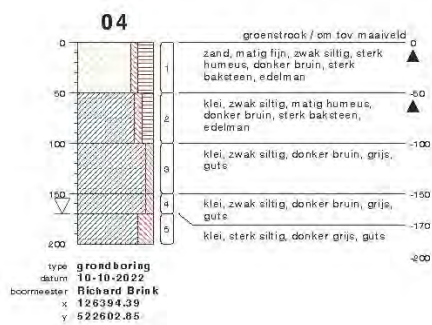 04
groenstrook / cm tov maaiveld
0
0
zand, matig fijn, zwak siltig, sterk
humeus, donker bruin, sterk
baksteen, edelman
1
50
-50
klei, zwak siltig, matig humeus,
donker bruin, sterk baksteen,
edelman
2
100
-100
klei, zwak siltig, donker bruin, grijs,
guts
3
150
-150
klei, zwak siltig, donker bruin, grijs,
guts
4
-170
klei, sterk siltig, donker grijs, guts
5
200
-200
type grondboring
datum 10-10-2022
boormeester Richard Brink
x 126394.39
y 522602.85